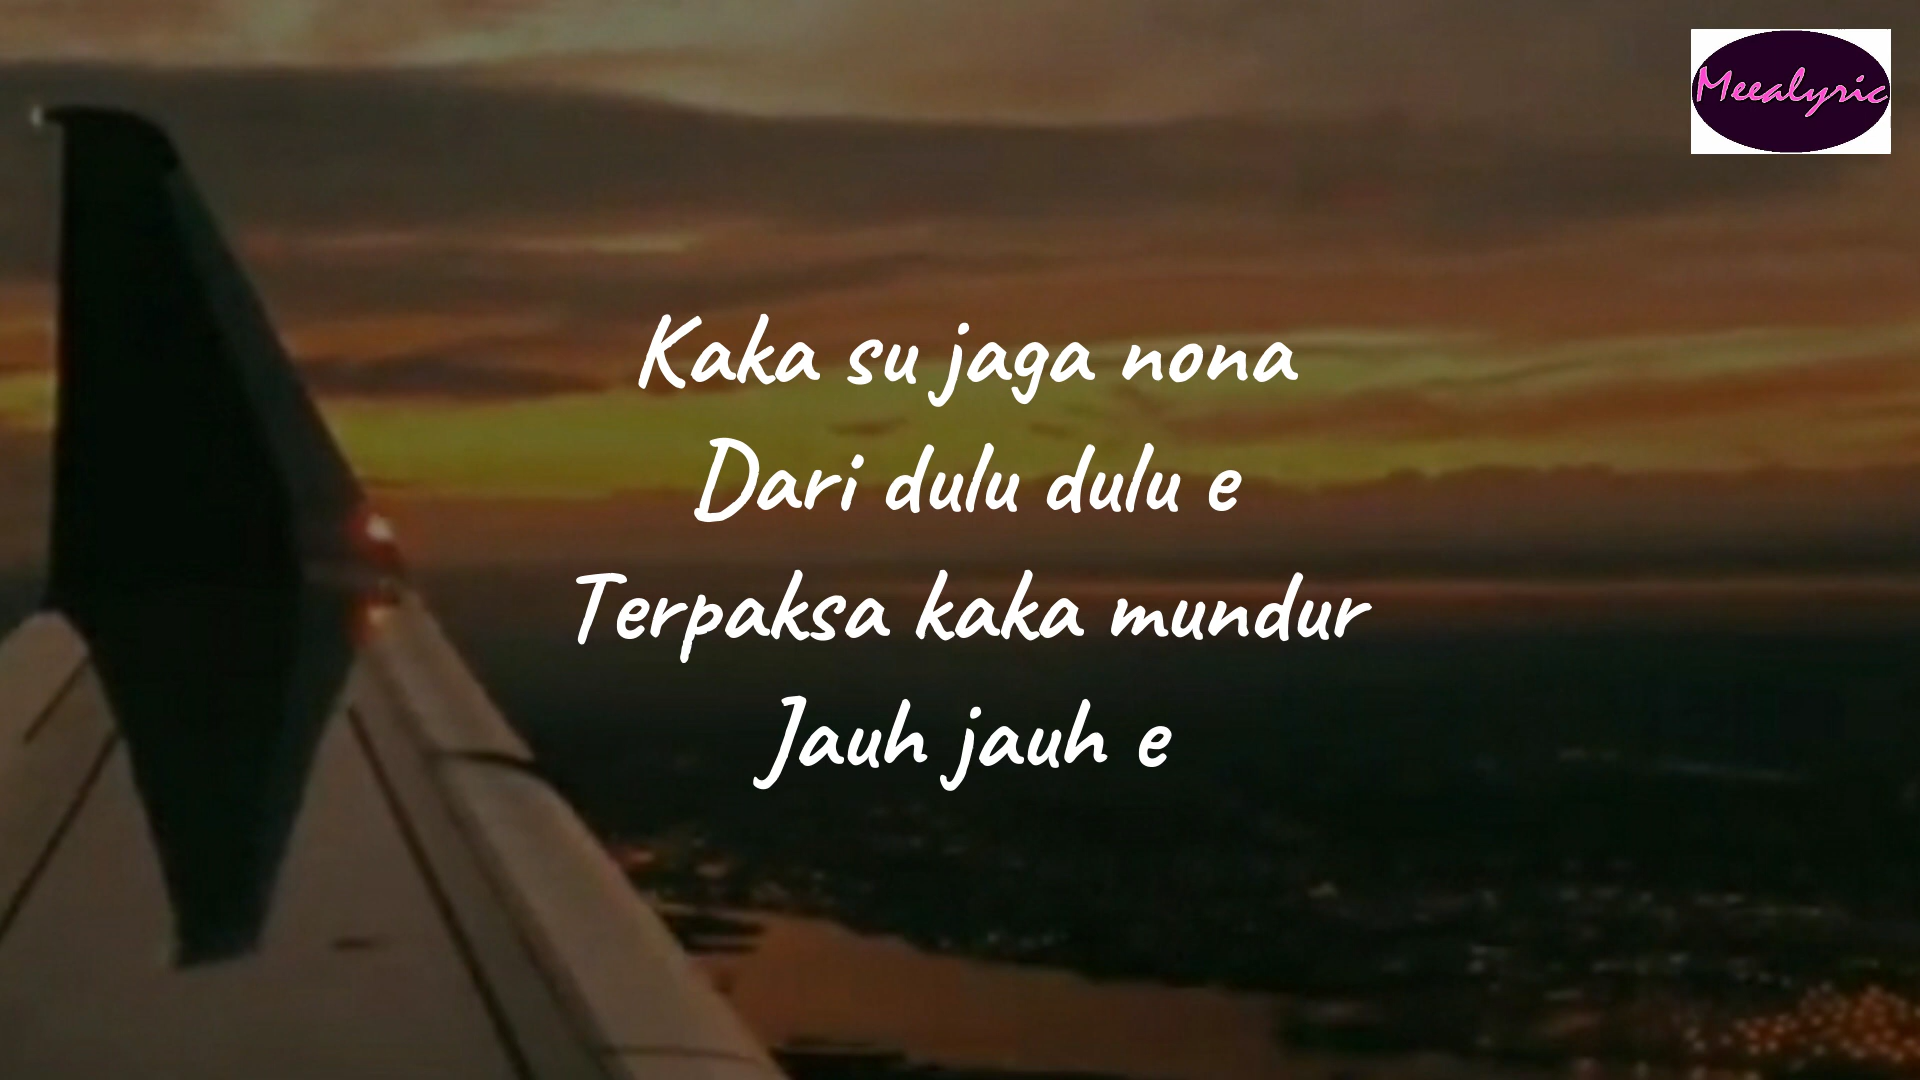 Meealyric
Kaka su jaga nona
Dari dulu dulu e
Terpaksa kaka mundur
Jauh jauh e